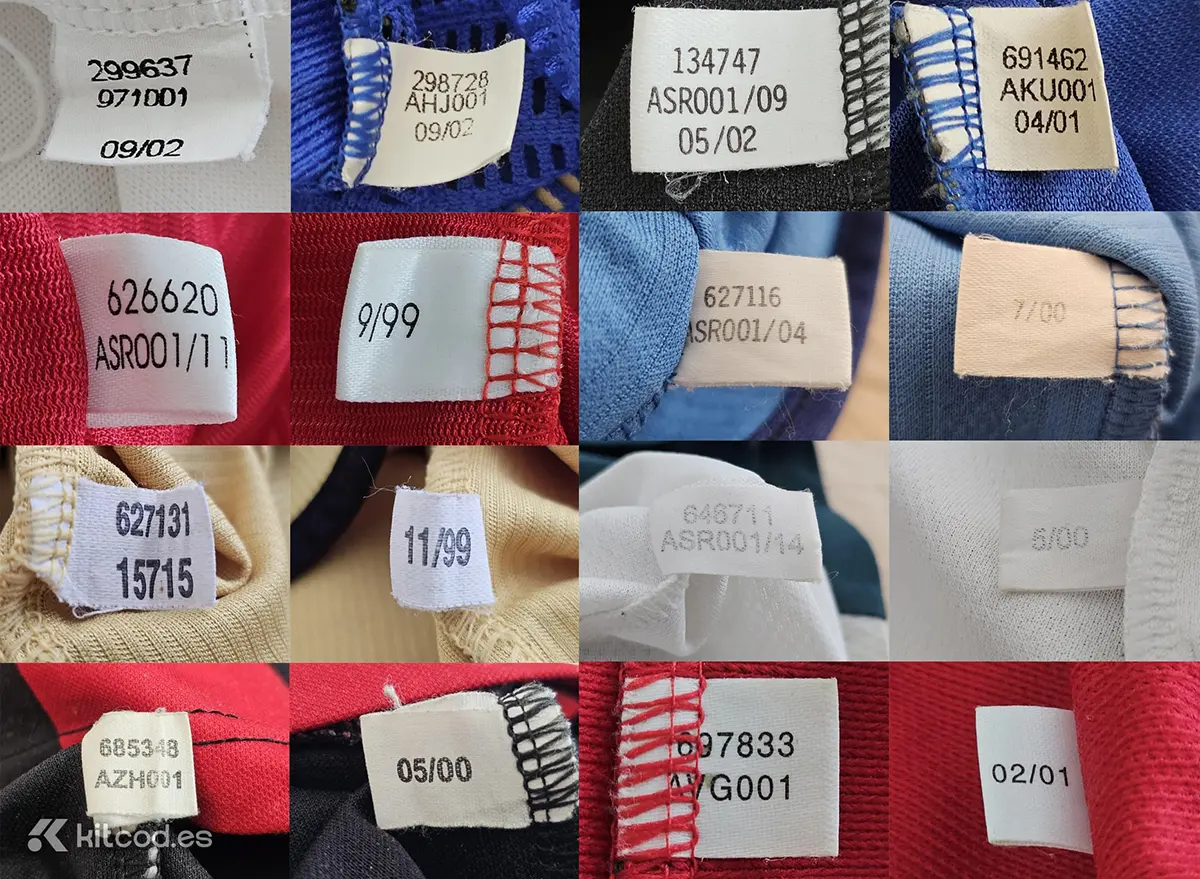 299637
971001
09/02
298728
AHJ001
09/02
134747
ASR001/09
05/02
691462
AKU001
04/01
626620
ASR001/11
9/99
627116
ASR001/04
7/00
627131
15715
11/99
646711
ASR001/14
5/00
685348
AZH001
05/00
697833
AVG001
02/01
kitcod.es